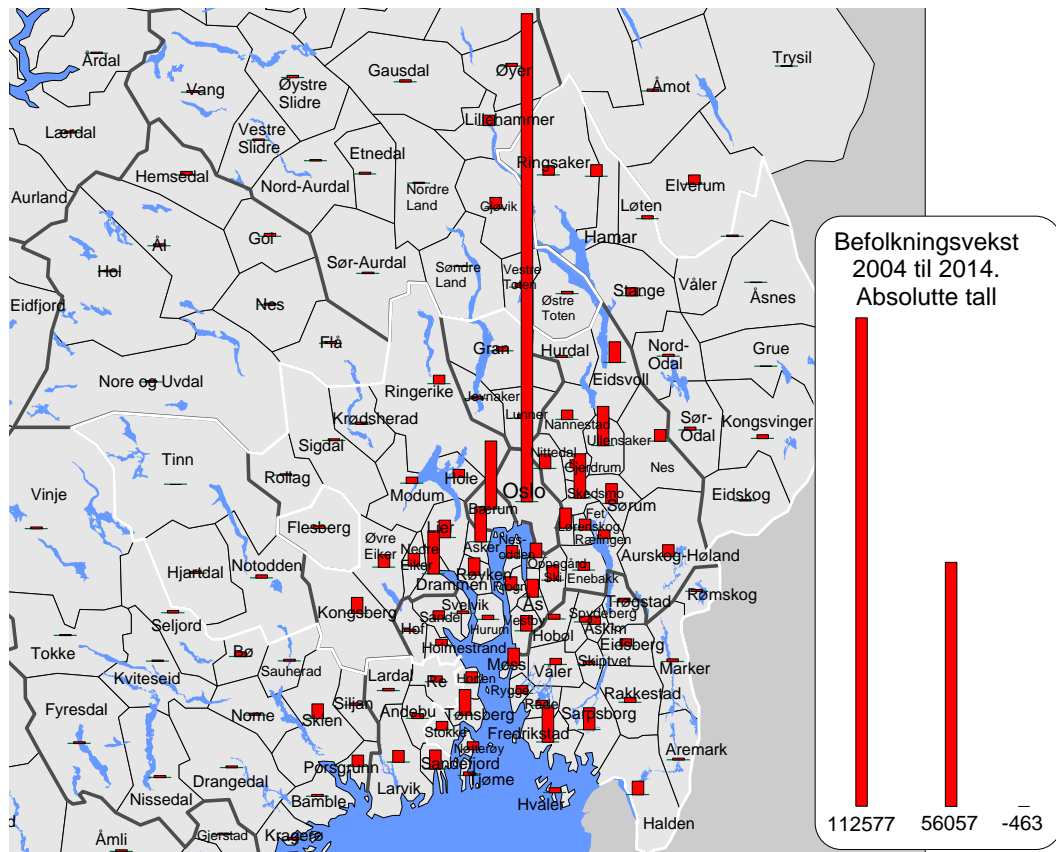 Årdal
Vang
Øystre
Slidre
Gausdal
Øyer
Åmot
Trysil
Lærdal
Vestre
Slidre
Lillehammer
Etnedal
Ringsaker
Hemsedal
Nord-Aurdal
Nordre
Land
Gjøvik
Elverum
Aurland
Løten
Gol
Ål
Hamar
Hol
Sør-Aurdal
Søndre
Land
Vestre
Toten
Østre
Toten
Stange
Våler
Åsnes
Eidfjord
Nes
Flå
Gran
Hurdal
Eidsvoll
Nord-
Odal
Grue
Nore og Uvdal
Ringerike
Jevnaker
Lunner
Krødsherad
Nannestad
Ullensaker
Sør-
Odal
Kongsvinger
Sigdal
Tinn
Nittedal
Gjerdrum
Nes
Rollag
Hole
Modum
Oslo
Skedsmo
Sørum
Eidskog
Vinje
Bærum
Fet
Flesberg
Lier
Lørenskog
Rælingen
Øvre
Eiker
Nedre
Eiker
Asker
Nes-
odden
Oppegård
Aurskog-Høland
Hjartdal
Notodden
Drammen
Røyken
Frogn
Ski
Enebakk
Rømskog
Kongsberg
Svelvik
Sande
Hurum
Ås
Vestby
Trøgstad
Spydeberg
Askim
Seljord
Hof
Holmestrand
Hobøl
Eidsberg
Tokke
Bø
Sauherad
Moss
Våler
Skiptvet
Marker
Kviteseid
Lardal
Re
Horten
Rygge
Rakkestad
Fyresdal
Nome
Skien
Siljan
Andebu
Tønsberg
Råde
Sarpsborg
Stokke
Fredrikstad
Aremark
Nøtterøy
Drangedal
Porsgrunn
Sandefjord
Nissedal
Larvik
Tjøme
Bamble
Hvaler
Halden
Åmli
Gjerstad
Kragerø
d
Befolkningsvekst
2004 til 2014.
Absolutte tall
112577 56057 -463